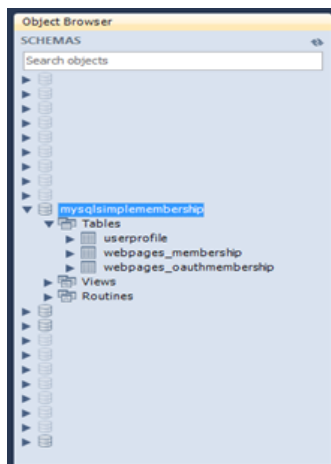 Object Browser
SCHEMAS
Search objects
mysqlsimplemembership
Tables
userprofile
webpages_membership
webpages_oauthmembership
Views
Routines